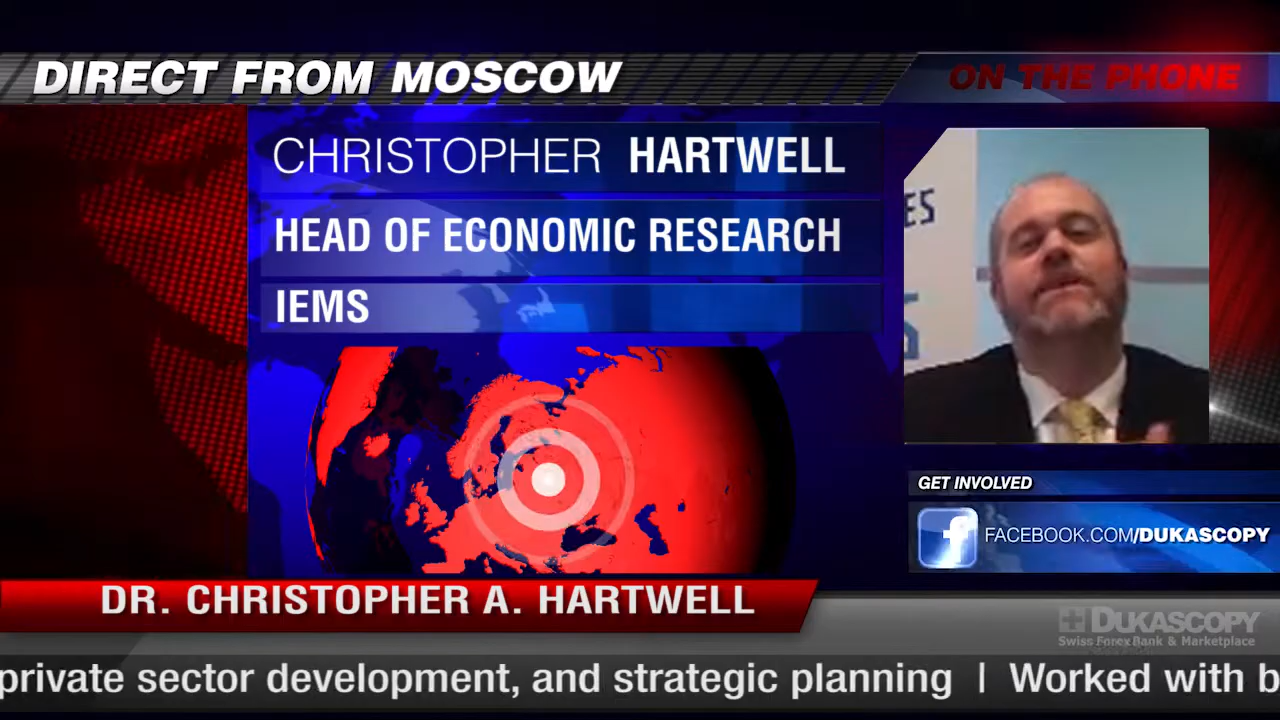 DIRECT FROM MOSCOW
ON THE PHONE
CHRISTOPHER HARTWELL
HEAD OF ECONOMIC RESEARCH
IEMS
ES
S
GET INVOLVED
FACEBOOK.COM/DUKASCOPY
DR. CHRISTOPHER A. HARTWELL
DUKASCOPY
Swiss Forex Bank & Marketplace
private sector development, and strategic planning | Worked with b